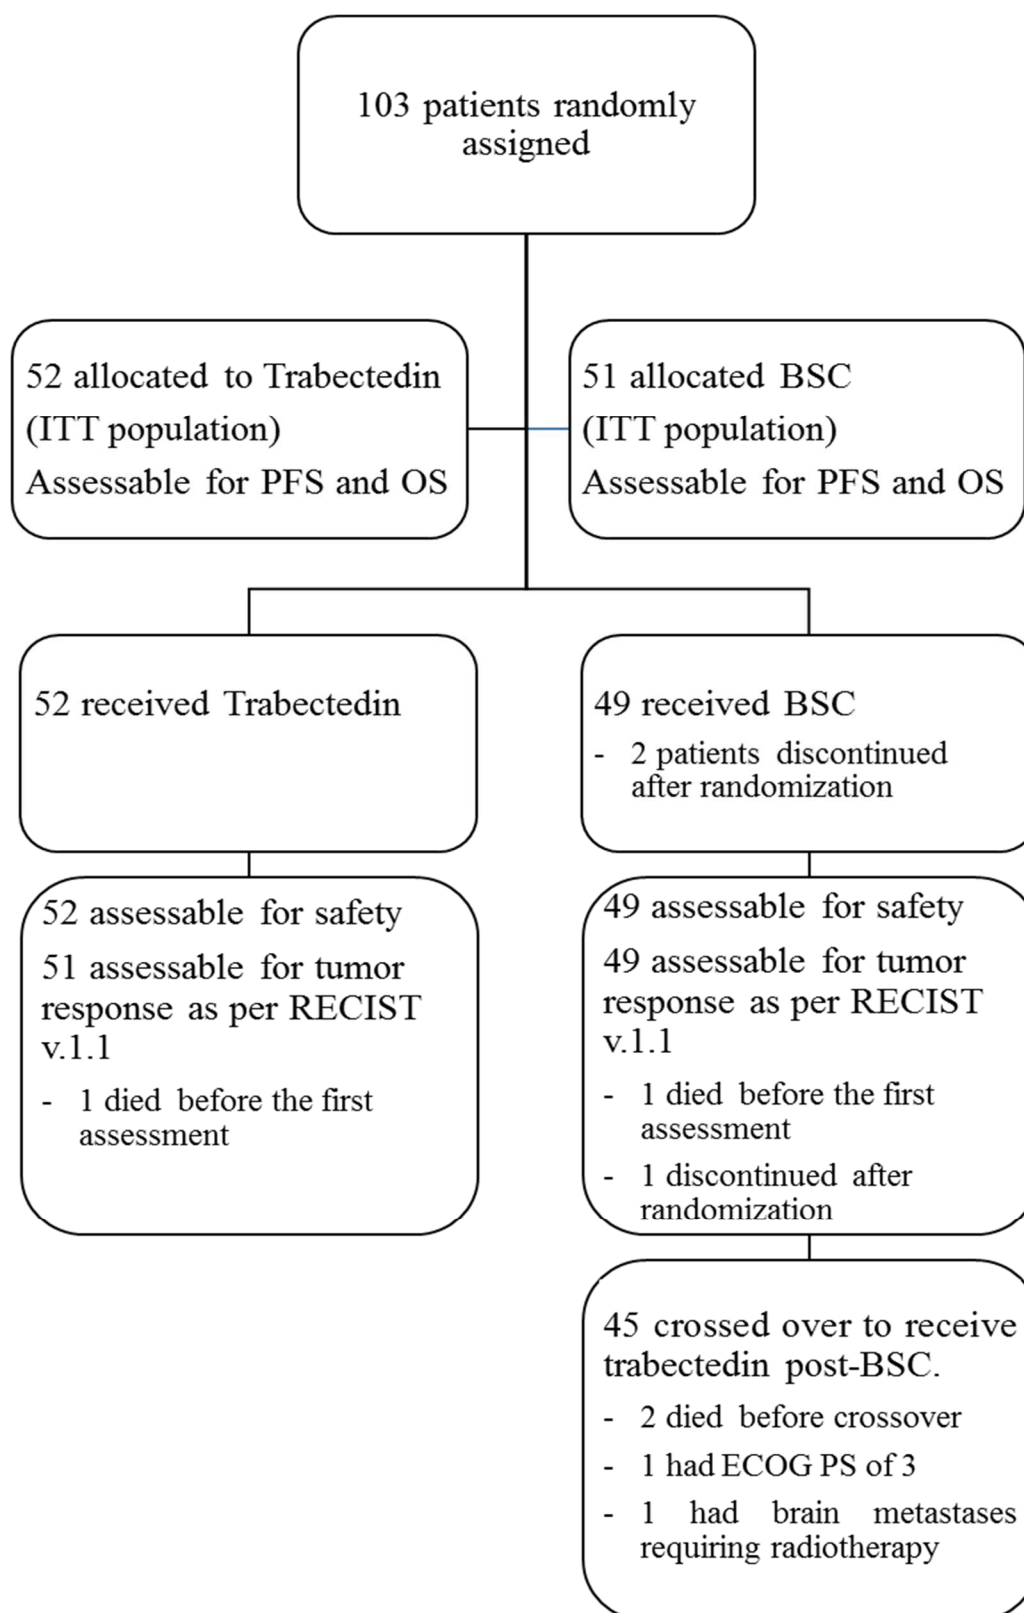 103 patients randomly
assigned
52 allocated to Trabectedin
(ITT population)
Assessable for PFS and OS
51 allocated BSC
(ITT population)
Assessable for PFS and OS
52 received Trabectedin
49 received BSC
- 2 patients discontinued
after randomization
52 assessable for safety
51 assessable for tumor
response as per RECIST
v.1.1
- 1 died before the first
assessment
49 assessable for safety
49 assessable for tumor
response as per RECIST
v.1.1
- 1 died before the first
assessment
- 1 discontinued after
randomization
45 crossed over to receive
trabectedin post-BSC.
- 2 died before crossover
- 1 had ECOG PS of 3
- 1 had brain metastases
requiring radiotherapy